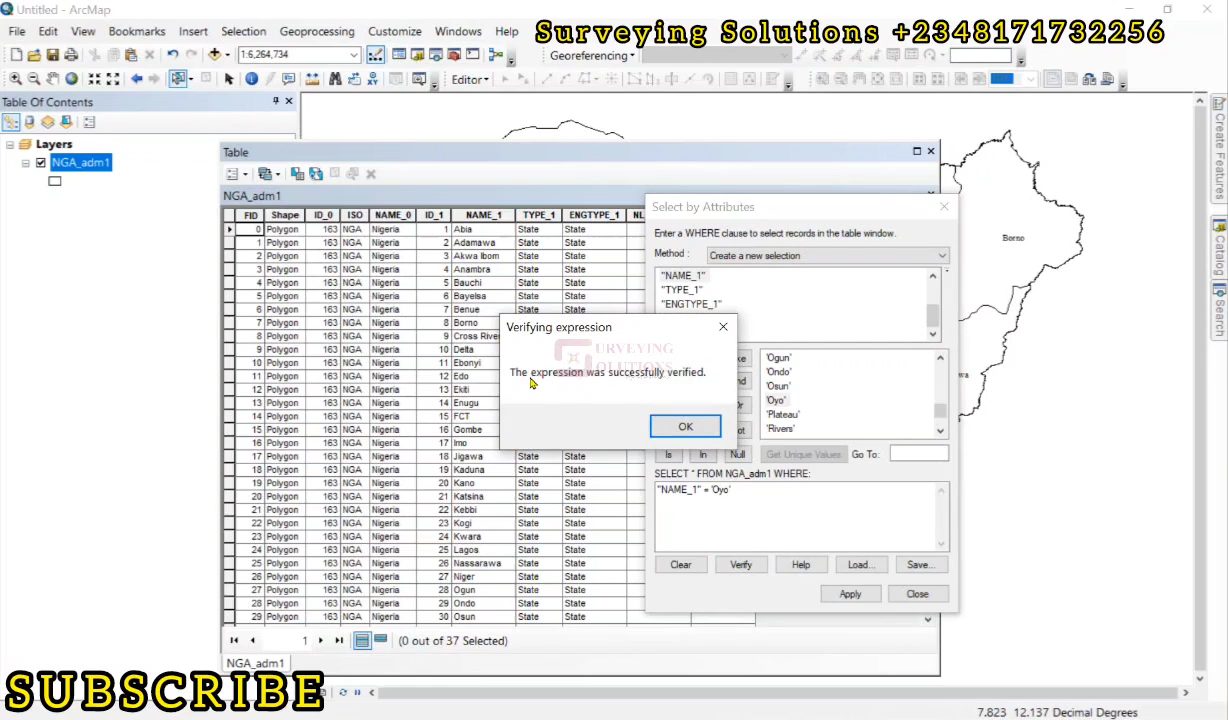 Untitled - ArcMap
File Edit View Bookmarks Insert Selection Geoprocessing Customize Windows Help
Surveying Solutions +2348171732256
1:6,264,734
Georeferencing
Editor
Table Of Contents
Layers
NGA_adm1
Table
NGA_adm1
FID Shape ID_0 ISO NAME_0 ID_1 NAME_1 TYPE_1 ENGTYPE_1 NL
0 Polygon 163 NGA Nigeria 1 Abia State State
1 Polygon 163 NGA Nigeria 2 Adamawa State State
2 Polygon 163 NGA Nigeria 3 Akwa Ibom State State
3 Polygon 163 NGA Nigeria 4 Anambra State State
4 Polygon 163 NGA Nigeria 5 Bauchi State State
5 Polygon 163 NGA Nigeria 6 Bayelsa State State
6 Polygon 163 NGA Nigeria 7 Benue State State
7 Polygon 163 NGA Nigeria 8 Borno
8 Polygon 163 NGA Nigeria 9 Cross River
9 Polygon 163 NGA Nigeria 10 Delta
10 Polygon 163 NGA Nigeria 11 Ebonyi
11 Polygon 163 NGA Nigeria 12 Edo
12 Polygon 163 NGA Nigeria 13 Ekiti
13 Polygon 163 NGA Nigeria 14 Enugu
14 Polygon 163 NGA Nigeria 15 FCT
15 Polygon 163 NGA Nigeria 16 Gombe
16 Polygon 163 NGA Nigeria 17 Imo
17 Polygon 163 NGA Nigeria 18 Jigawa State State
18 Polygon 163 NGA Nigeria 19 Kaduna State State
19 Polygon 163 NGA Nigeria 20 Kano State State
20 Polygon 163 NGA Nigeria 21 Katsina State State
21 Polygon 163 NGA Nigeria 22 Kebbi State State
22 Polygon 163 NGA Nigeria 23 Kogi State State
23 Polygon 163 NGA Nigeria 24 Kwara State State
24 Polygon 163 NGA Nigeria 25 Lagos State State
25 Polygon 163 NGA Nigeria 26 Nassarawa State State
26 Polygon 163 NGA Nigeria 27 Niger State State
27 Polygon 163 NGA Nigeria 28 Ogun State State
28 Polygon 163 NGA Nigeria 29 Ondo State State
29 Polygon 163 NGA Nigeria 30 Osun State State
1
(0 out of 37 Selected)
NGA_adm1
Select by Attributes
Enter a WHERE clause to select records in the table window.
Method : Create a new selection
"NAME_1"
"TYPE_1"
"ENGTYPE_1"
Verifying expression
URVEYING
SOLUTIONS
The expression was successfully verified.
OK
ke
nd
Or
ot
'Ogun'
'Ondo'
'Osun'
'Oyo'
'Plateau'
'Rivers'
Is In Null Get Unique Values Go To:
SELECT * FROM NGA_adm1 WHERE:
"NAME_1" = 'Oyo'
Clear Verify Help Load... Save...
Apply Close
Borno
Create Features
Catalog
Search
SUBSCRIBE
7.823 12.137 Decimal Degrees